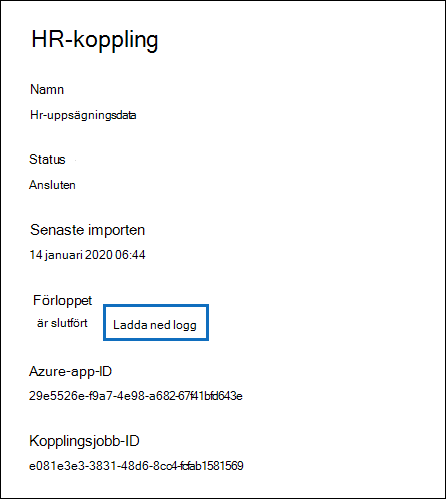 HR-koppling
Namn
Hr-uppsägningsdata
Status
Ansluten
Senaste importen
14 januari 2020 06:44
Förloppet
är slutfört
Ladda ned logg
Azure-app-ID
29e5526e-f9a7-4e98-a682-67f41bfd643e
Kopplingsjobb-ID
e081e3e3-3831-48d6-8cc4-fcfab1581569